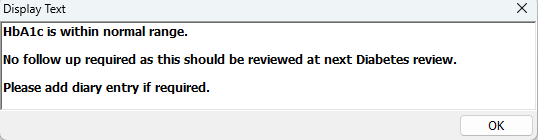 Display Text
HbA1c is within normal range.
No follow up required as this should be reviewed at next Diabetes review.
Please add diary entry if required.
OK